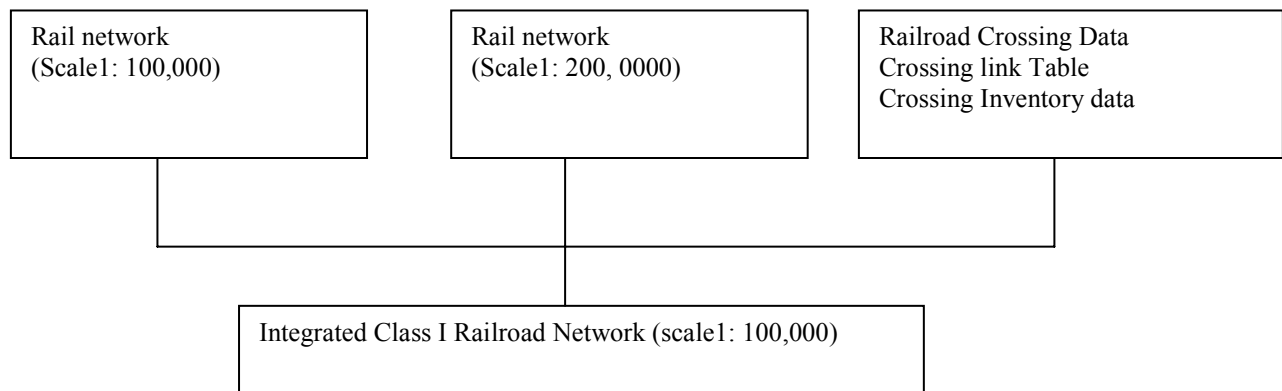 Rail network
(Scale1: 100,000)
Rail network
(Scale1: 200, 0000)
Railroad Crossing Data
Crossing link Table
Crossing Inventory data
Integrated Class I Railroad Network (scale1: 100,000)